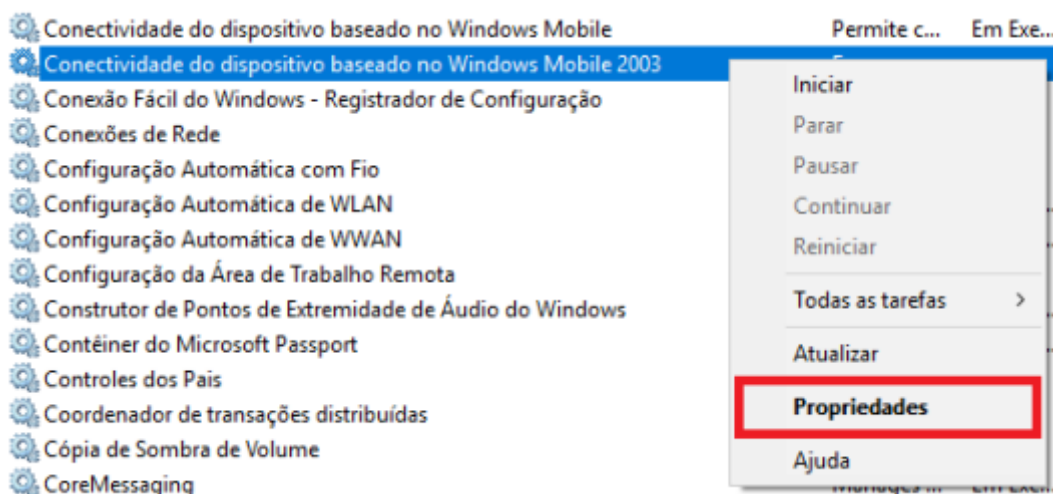 Conectividade do dispositivo baseado no Windows Mobile Permite c... Em Exe...
Conectividade do dispositivo baseado no Windows Mobile 2003
Conexão Fácil do Windows - Registrador de Configuração
Conexões de Rede
Configuração Automática com Fio
Configuração Automática de WLAN
Configuração Automática de WWAN
Configuração da Área de Trabalho Remota
Construtor de Pontos de Extremidade de Áudio do Windows
Contêiner do Microsoft Passport
Controles dos Pais
Coordenador de transações distribuídas
Cópia de Sombra de Volume
CoreMessaging
Iniciar
Parar
Pausar
Continuar
Reiniciar
Todas as tarefas
Atualizar
Propriedades
Ajuda